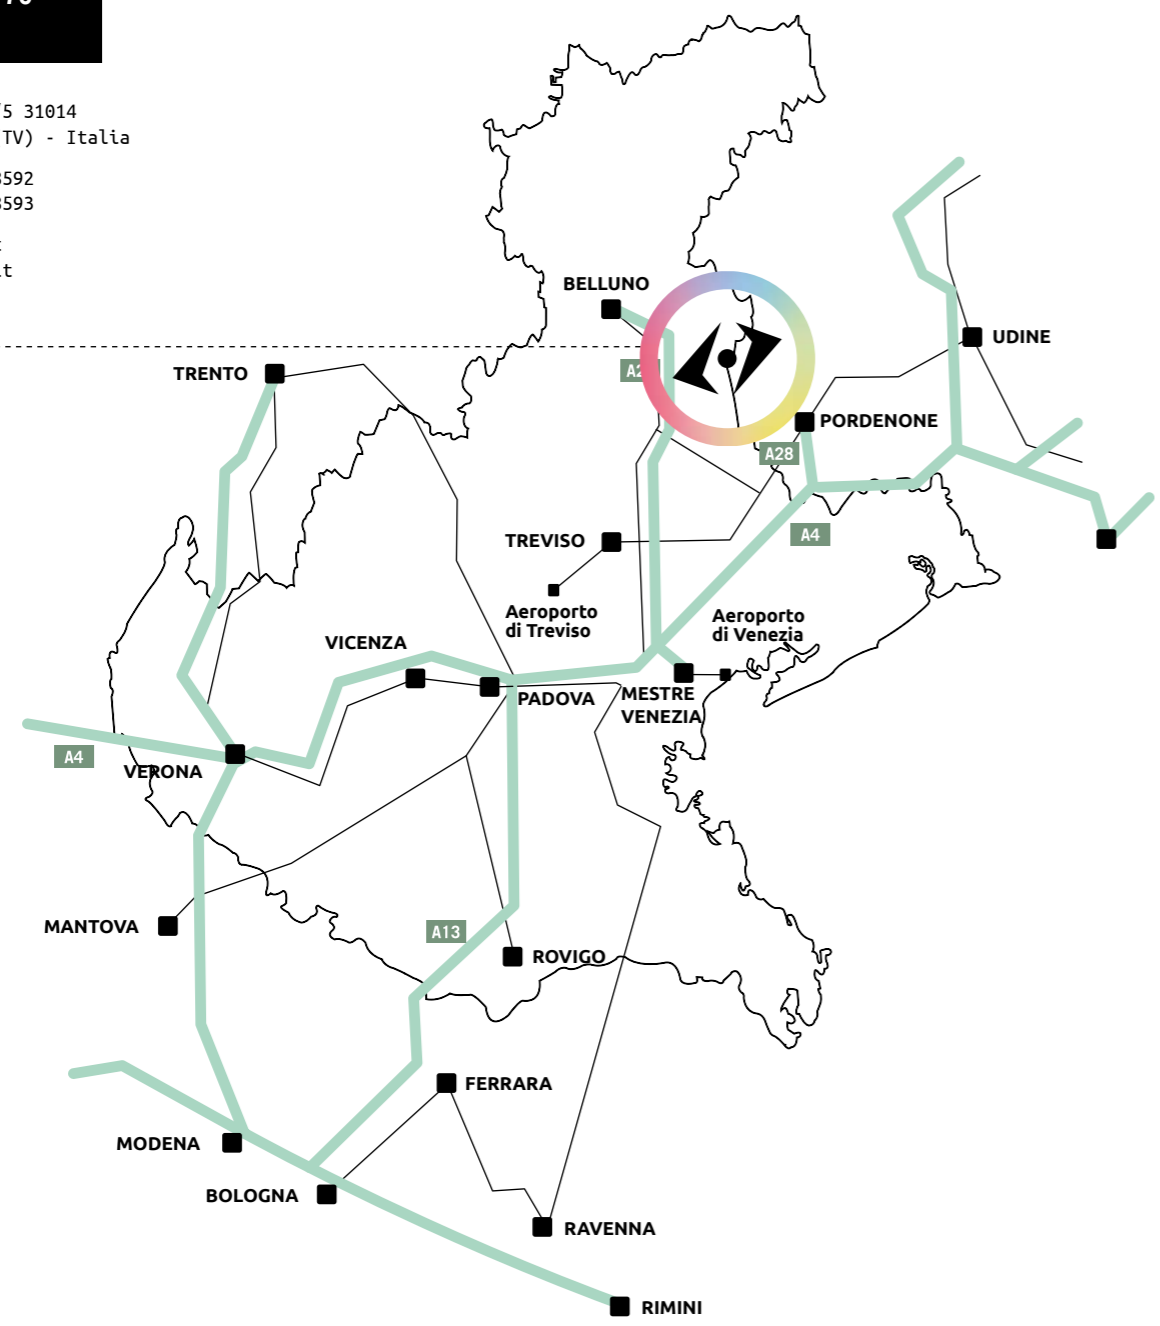 5 31014
TV) - Italia
592
593
t
BELLUNO
UDINE
TRENTO
PORDENONE
A28
TREVISO
A4
Aeroporto
di Treviso
Aeroporto
di Venezia
VICENZA
PADOVA
MESTRE
VENEZIA
A4
VERONA
MANTOVA
A13
ROVIGO
FERRARA
MODENA
BOLOGNA
RAVENNA
RIMINI